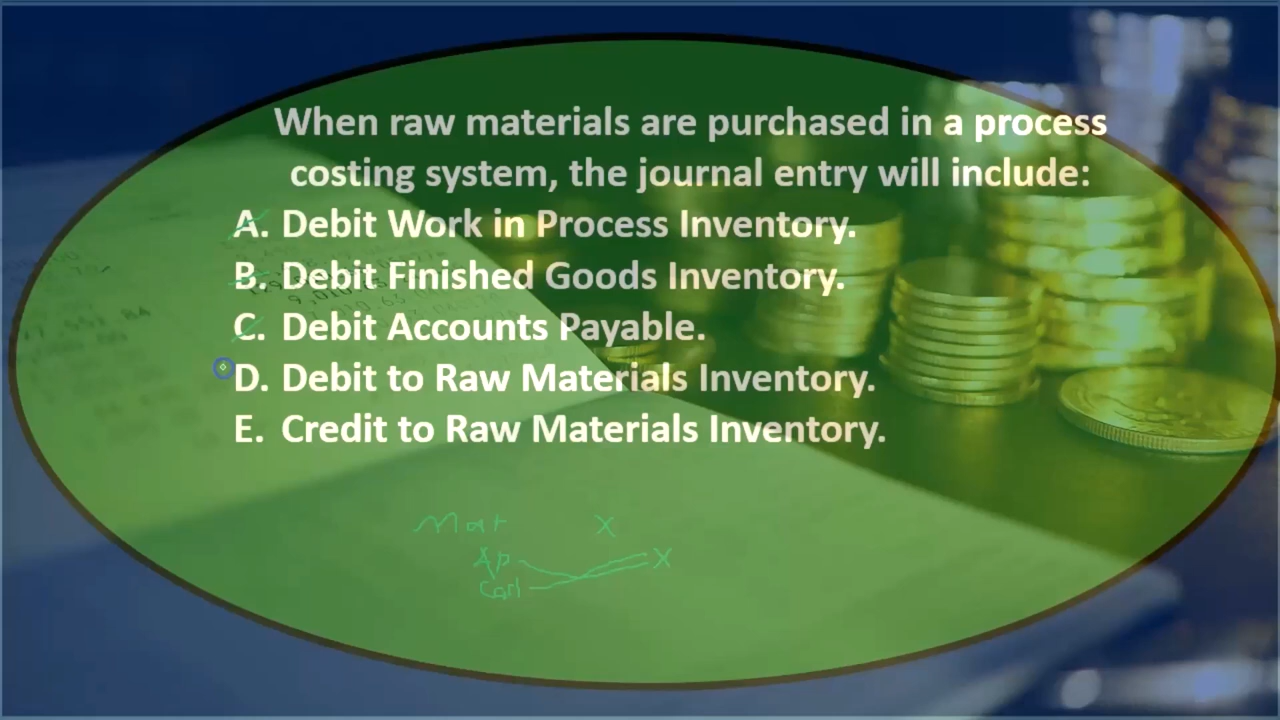 When raw materials are purchased in a process
costing system, the journal entry will include:
A. Debit Work in Process Inventory.
B. Debit Finished Goods Inventory.
C. Debit Accounts Payable.
D. Debit to Raw Materials Inventory.
E. Credit to Raw Materials Inventory.
Mat X
AP X